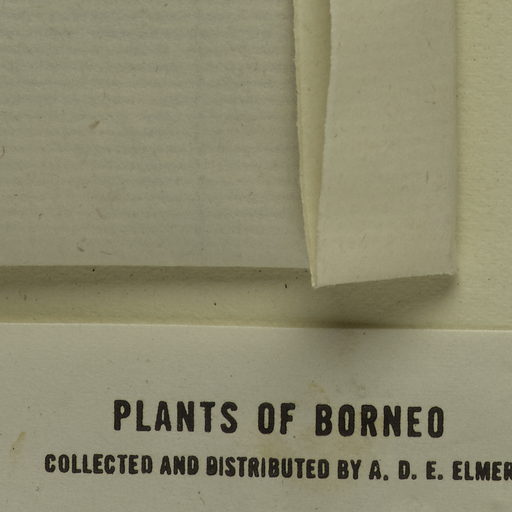 PLANTS OF BORNEO
COLLECTED AND DISTRIBUTED BY A. D. E. ELMER